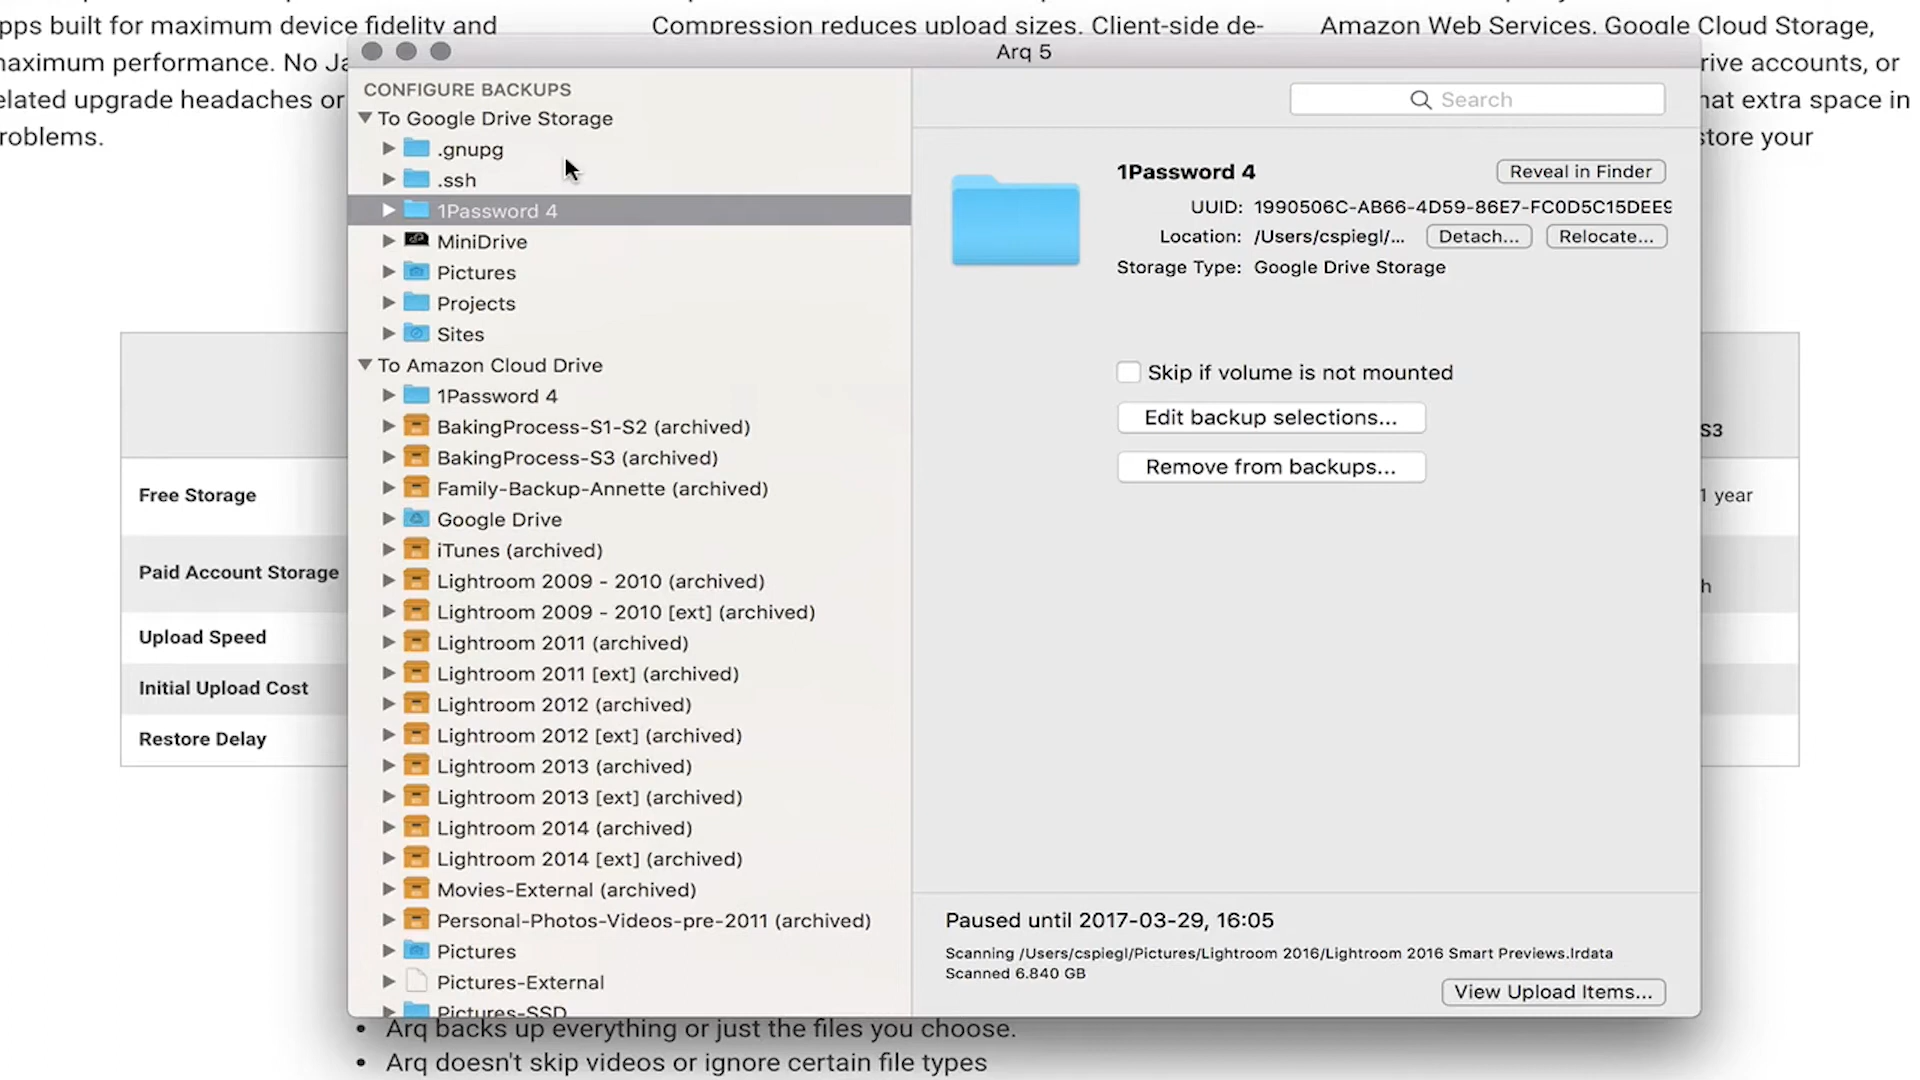 pps built for maximum device fidelity and
Compression reduces upload sizes. Client-side de-
Amazon Web Services, Google Cloud Storage,
naximum performance. No Ja
rive accounts, or
elated upgrade headaches or
hat extra space in
roblems.
store your
Arq 5
CONFIGURE BACKUPS
To Google Drive Storage
.gnupg
.ssh
1Password 4
MiniDrive
Pictures
Projects
Sites
To Amazon Cloud Drive
1Password 4
BakingProcess-S1-S2 (archived)
BakingProcess-S3 (archived)
Family-Backup-Annette (archived)
Google Drive
iTunes (archived)
Lightroom 2009 - 2010 (archived)
Lightroom 2009 - 2010 [ext] (archived)
Lightroom 2011 (archived)
Lightroom 2011 [ext] (archived)
Lightroom 2012 (archived)
Lightroom 2012 [ext] (archived)
Lightroom 2013 (archived)
Lightroom 2013 [ext] (archived)
Lightroom 2014 (archived)
Lightroom 2014 [ext] (archived)
Movies-External (archived)
Personal-Photos-Videos-pre-2011 (archived)
Pictures
Pictures-External
Pictures-SSD
Search
1Password 4
Reveal in Finder
UUID: 1990506C-AB66-4D59-86E7-FC0D5C15DEE9
Location: /Users/cspiegl/... Detach... Relocate...
Storage Type: Google Drive Storage
Skip if volume is not mounted
Edit backup selections...
Remove from backups...
Paused until 2017-03-29, 16:05
Scanning /Users/cspiegl/Pictures/Lightroom 2016/Lightroom 2016 Smart Previews.lrdata
Scanned 6.840 GB
View Upload Items...
S3
Free Storage
1 year
Paid Account Storage
h
Upload Speed
Initial Upload Cost
Restore Delay
• Arq backs up everything or just the files you choose.
• Arq doesn't skip videos or ignore certain file types